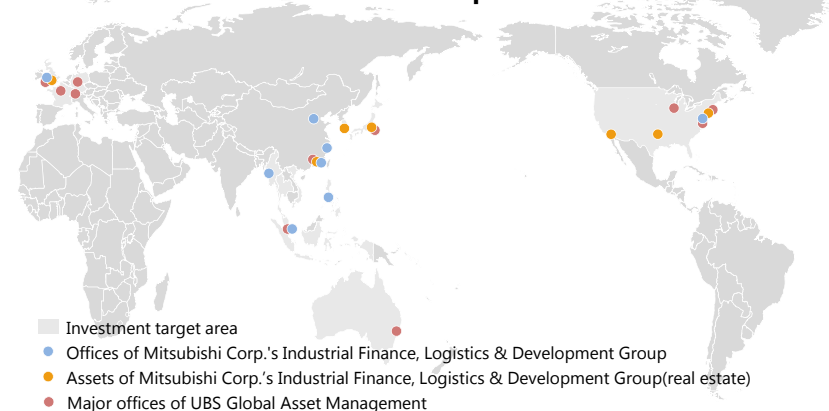 Investment target area
Offices of Mitsubishi Corp.'s Industrial Finance, Logistics & Development Group
Assets of Mitsubishi Corp.’s Industrial Finance, Logistics & Development Group(real estate)
Major offices of UBS Global Asset Management